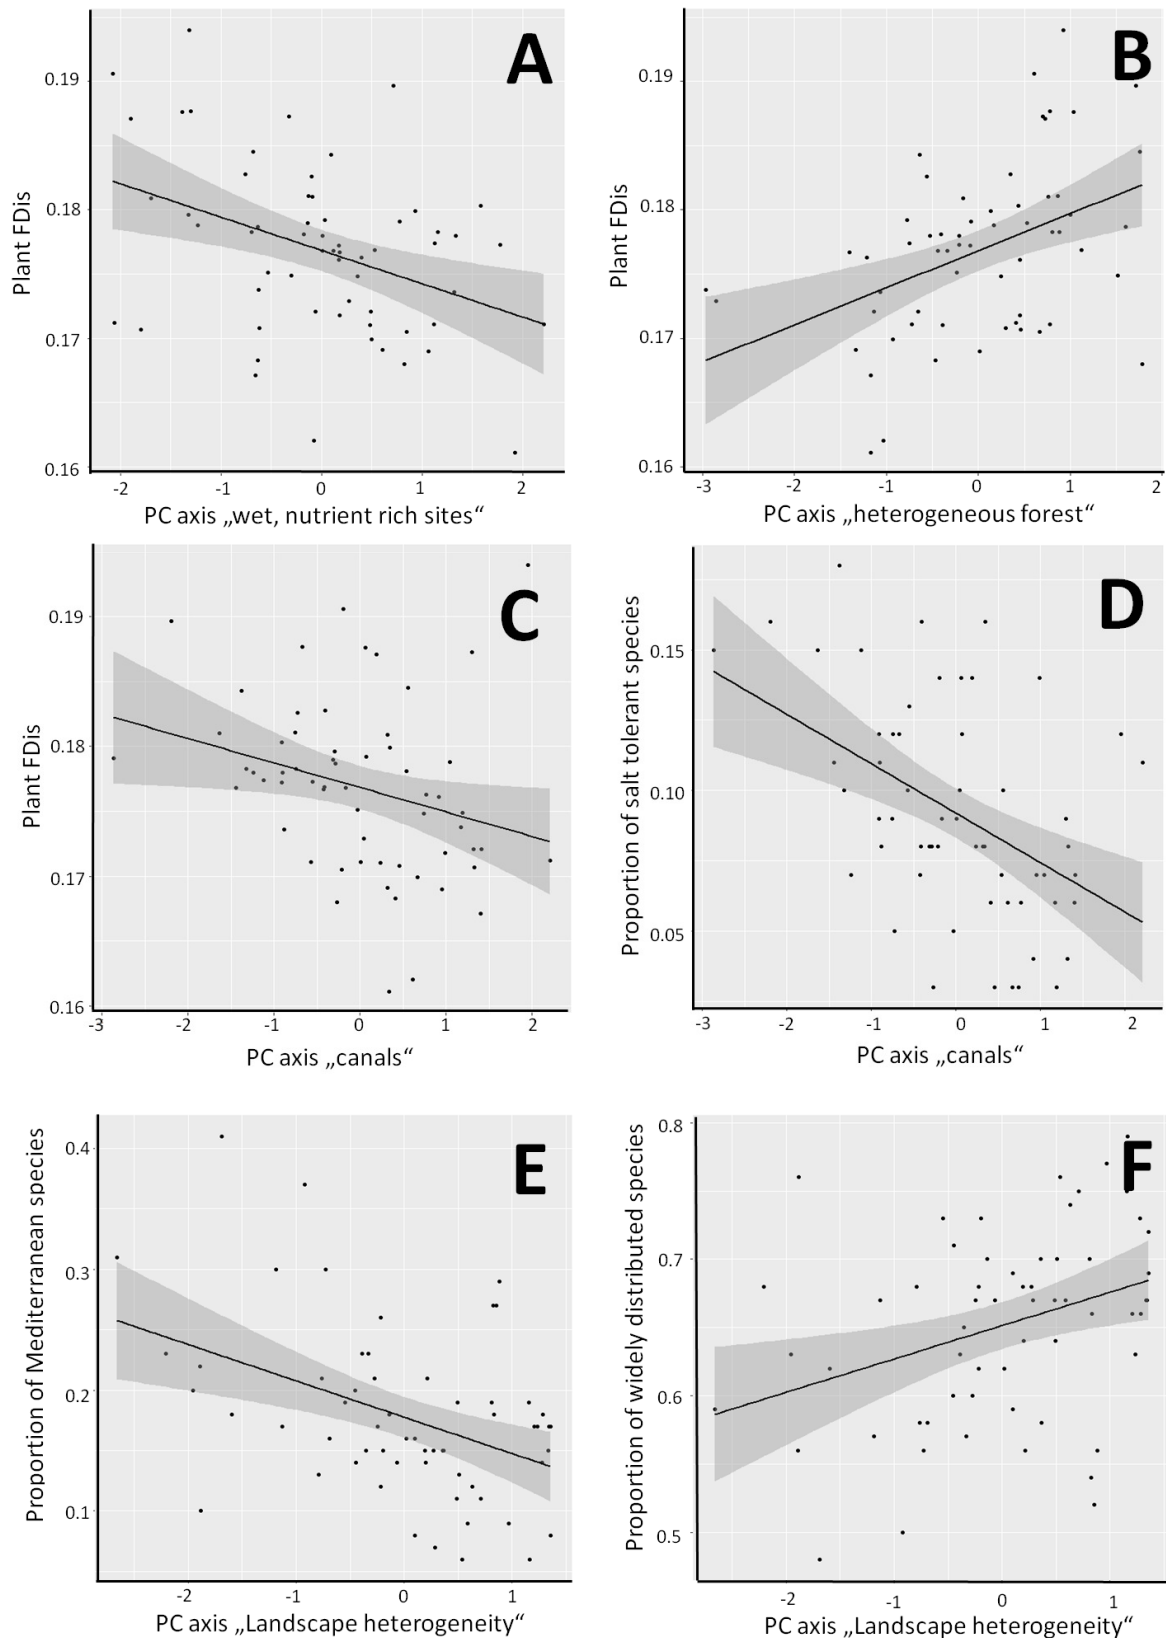 A
0.19
0.18
0.17
0.16
Plant FDis
-2 -1 0 1 2
PC axis „wet, nutrient rich sites“
B
0.19
0.18
0.17
0.16
Plant FDis
-3 -2 -1 0 1 2
PC axis „heterogeneous forest“
C
0.19
0.18
0.17
0.16
Plant FDis
-3 -2 -1 0 1 2
PC axis „canals“
D
0.15
0.10
0.05
Proportion of salt tolerant species
-3 -2 -1 0 1 2
PC axis „canals“
E
0.4
0.3
0.2
0.1
Proportion of Mediterranean species
-2 -1 0 1
PC axis „Landscape heterogeneity“
F
0.8
0.7
0.6
0.5
Proportion of widely distributed species
-2 -1 0 1
PC axis „Landscape heterogeneity“